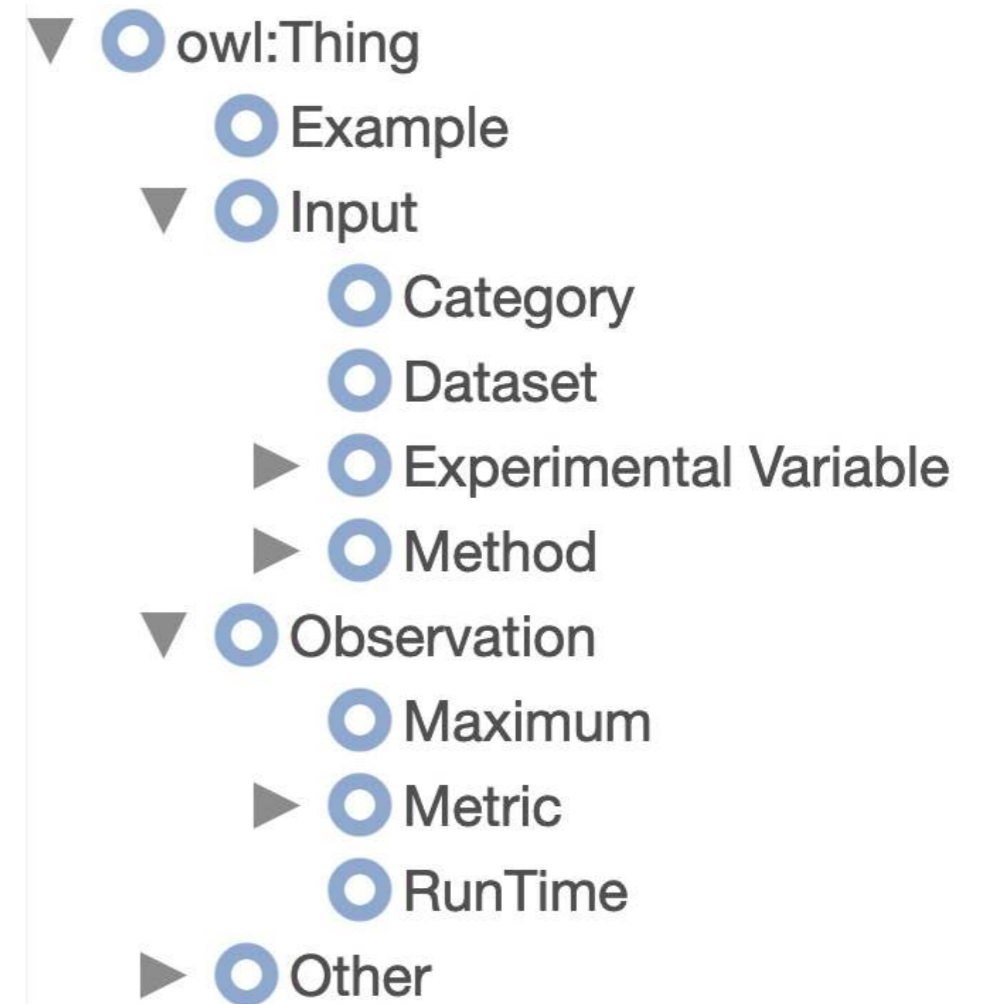 owl:Thing
Example
Input
Category
Dataset
Experimental Variable
Method
Observation
Maximum
Metric
RunTime
Other